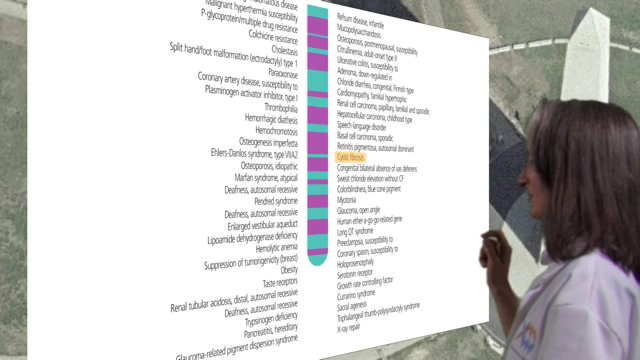 Malignant hyperthermia susceptibility
P-glycoprotein/multiple drug resistance
Colchicine resistance
Cholestasis
Split hand/foot malformation (ectrodactyly) type 1
Paraoxonase
Coronary artery disease, susceptibility to
Plasminogen activator inhibitor, type I
Thrombophilia
Hemorrhagic diathesis
Hemochromotosis
Osteogenesis imperfecta
Ehlers-Danlos syndrome, type VIIA2
Osteoporosis, idiopathic
Marfan syndrome, atypical
Deafness, autosomal recessive
Pendred syndrome
Deafness, autosomal recessive
Enlarged vestibular aqueduct
Lipoamide dehydrogenase deficiency
Hemolytic anemia
Suppression of tumorigenicity (breast)
Obesity
Taste receptors
Renal tubular acidosis, distal, autosomal recessive
Deafness, autosomal recessive
Trypsinogen deficiency
Pancreatitis, hereditary
Glaucoma-related pigment dispersion syndrome
Refsum disease, infantile
Mucopolysaccharidosis
Osteoporosis, postmenopausal, susceptibility
Citrullinemia, adult-onset type II
Ulcerative colitis, susceptibility to
Adenoma, down-regulated in
Chloride diarrhea, congenital, Finnish type
Cardiomyopathy, familial hypertrophic
Renal cell carcinoma, papillary, familial and sporadic
Hepatocellular carcinoma, childhood type
Speech-language disorder
Basal cell carcinoma, sporadic
Retinitis pigmentosa, autosomal dominant
Cystic fibrosis
Congenital bilateral absence of vas deferens
Sweat chloride elevation without CF
Colorblindness, blue cone pigment
Myotonia
Glaucoma, open angle
Human ether-a-go-go-related gene
Long QT syndrome
Preeclampsia, susceptibility to
Coronary spasm, susceptibility to
Holoprosencephaly
Serotonin receptor
Growth rate controlling factor
Currarino syndrome
Sacral agenesis
Triphalangeal thumb-polysyndactyly syndrome
X-ray repair